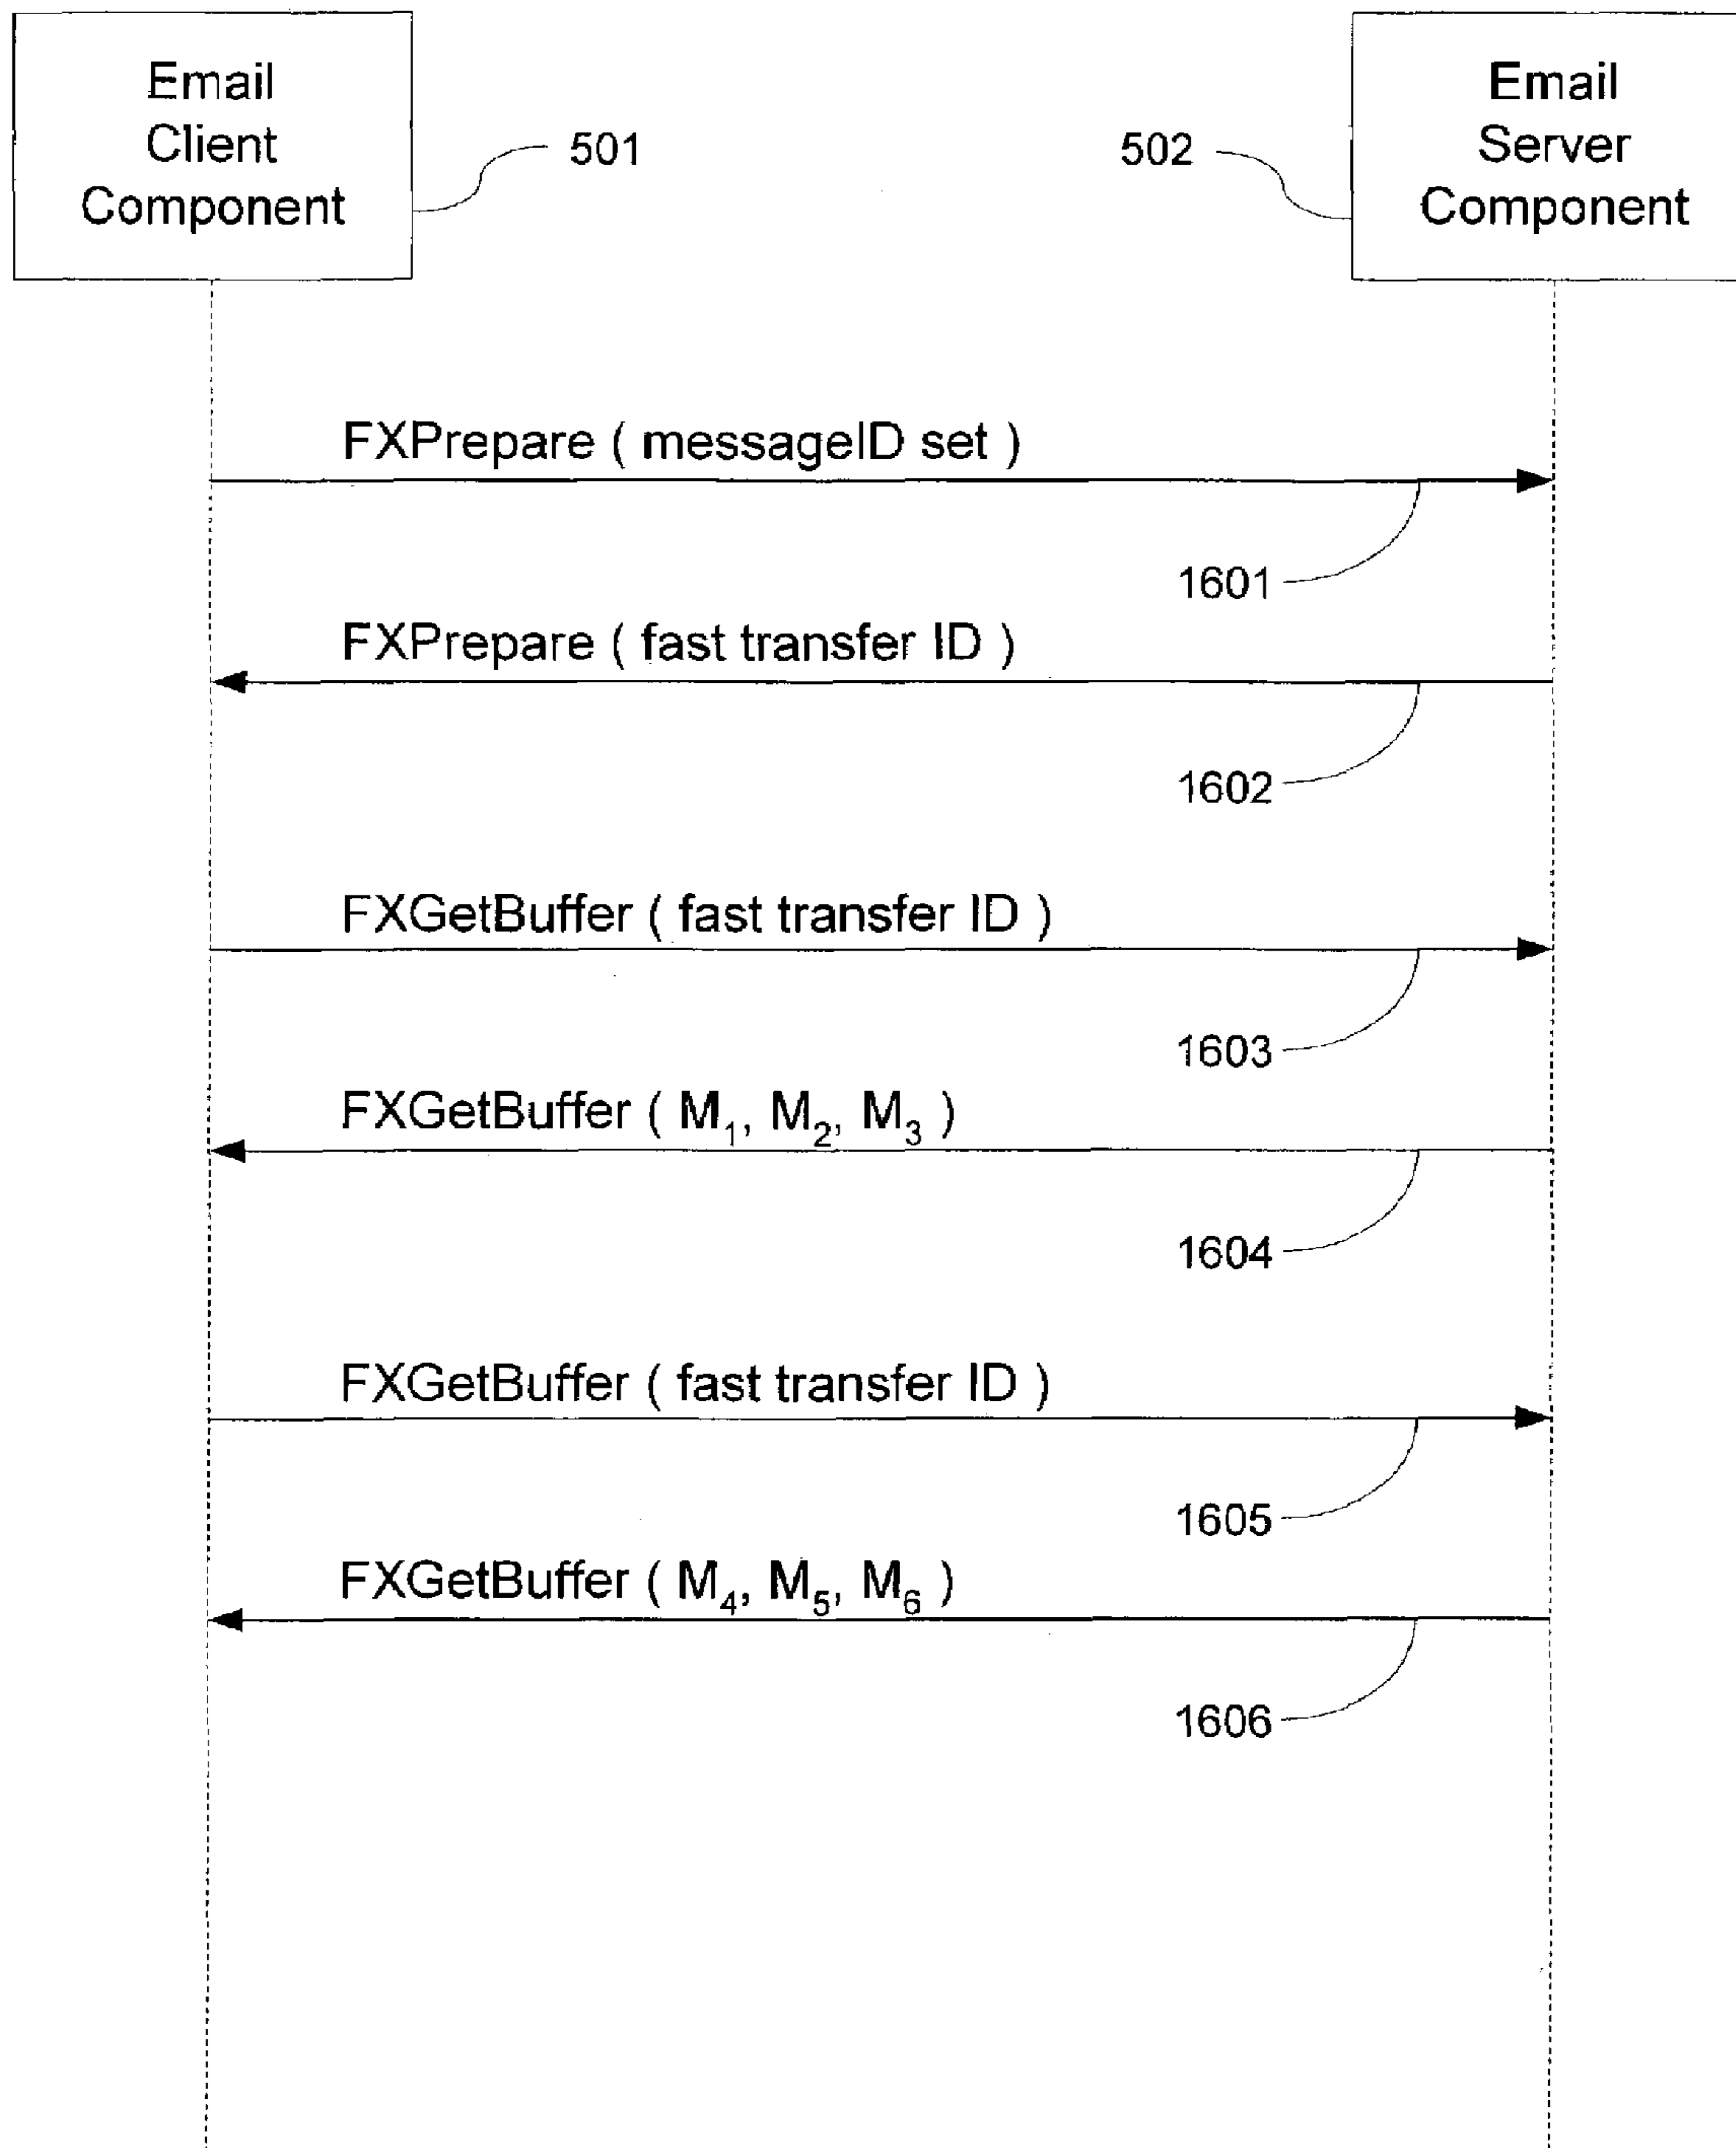 Email
Client
Component
501
502
Email
Server
Component
FXPrepare ( messageID set )
1601
FXPrepare ( fast transfer ID )
1602
FXGetBuffer ( fast transfer ID )
1603
FXGetBuffer ( M₁, M₂, M₃ )
1604
FXGetBuffer ( fast transfer ID )
1605
FXGetBuffer ( M₄, M₅, M₆ )
1606